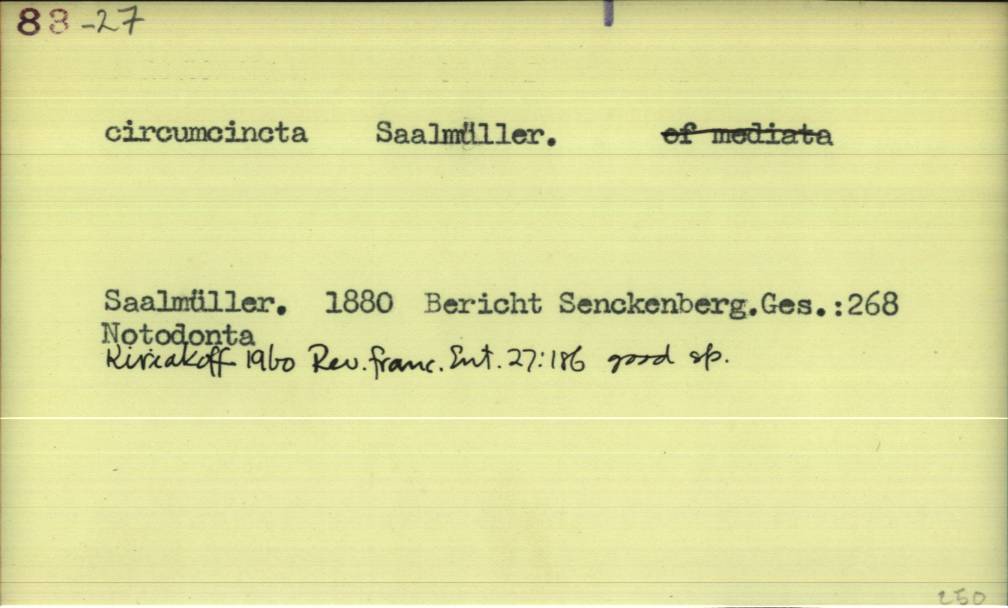 88-27
circumcincta Saalmüller. of mediata
Saalmüller. 1880 Bericht Senckenberg.Ges.:268
Notodonta
Kiriakoff 1960 Rev. franc. Ent. 27:186 good sp.
250